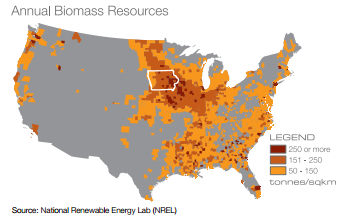 Annual Biomass Resources
LEGEND
250 or more
151 - 250
50 - 150
tonnes/sqkm
Source: National Renewable Energy Lab (NREL)